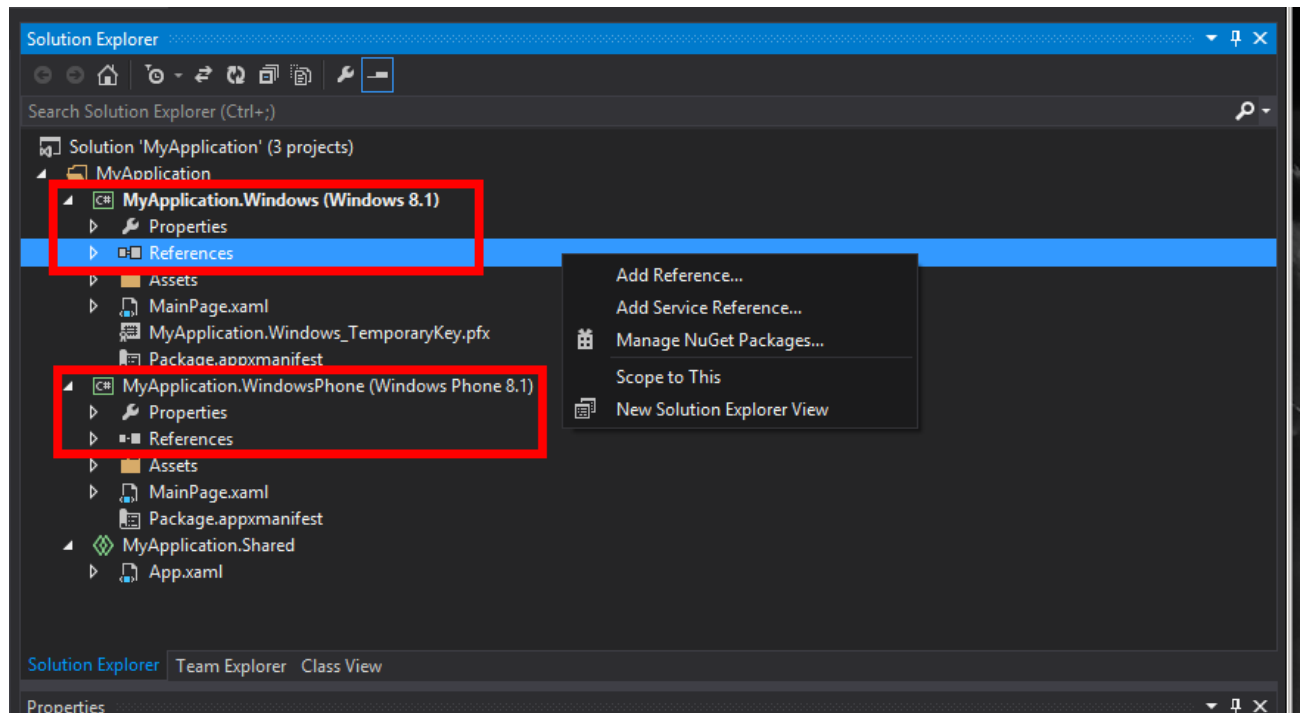 Solution Explorer
Search Solution Explorer (Ctrl+;)
Solution 'MyApplication' (3 projects)
MyApplication
C# MyApplication.Windows (Windows 8.1)
Properties
References
Assets
MainPage.xaml
MyApplication.Windows_TemporaryKey.pfx
Package.appxmanifest
C# MyApplication.WindowsPhone (Windows Phone 8.1)
Properties
References
Assets
MainPage.xaml
Package.appxmanifest
MyApplication.Shared
App.xaml
Add Reference...
Add Service Reference...
Manage NuGet Packages...
Scope to This
New Solution Explorer View
Solution Explorer Team Explorer Class View
Properties